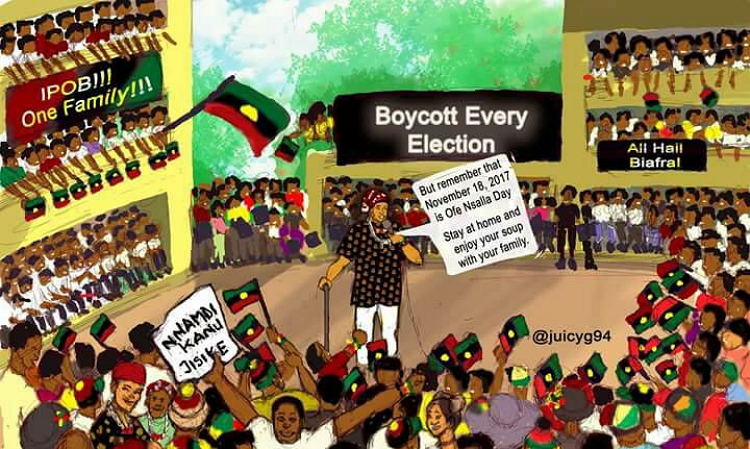 IPOB!!!
One Family!!!
Boycott Every
Election
All Hail
Biafra!
But remember that
November 18, 2017
is Ofe Nsalla Day
Stay at home and
enjoy your soup
with your family.
NNAMDI
KANU
JISIKE
@juicyg94